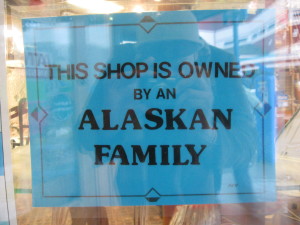 THIS SHOP IS OWNED
BY AN
ALASKAN
FAMILY